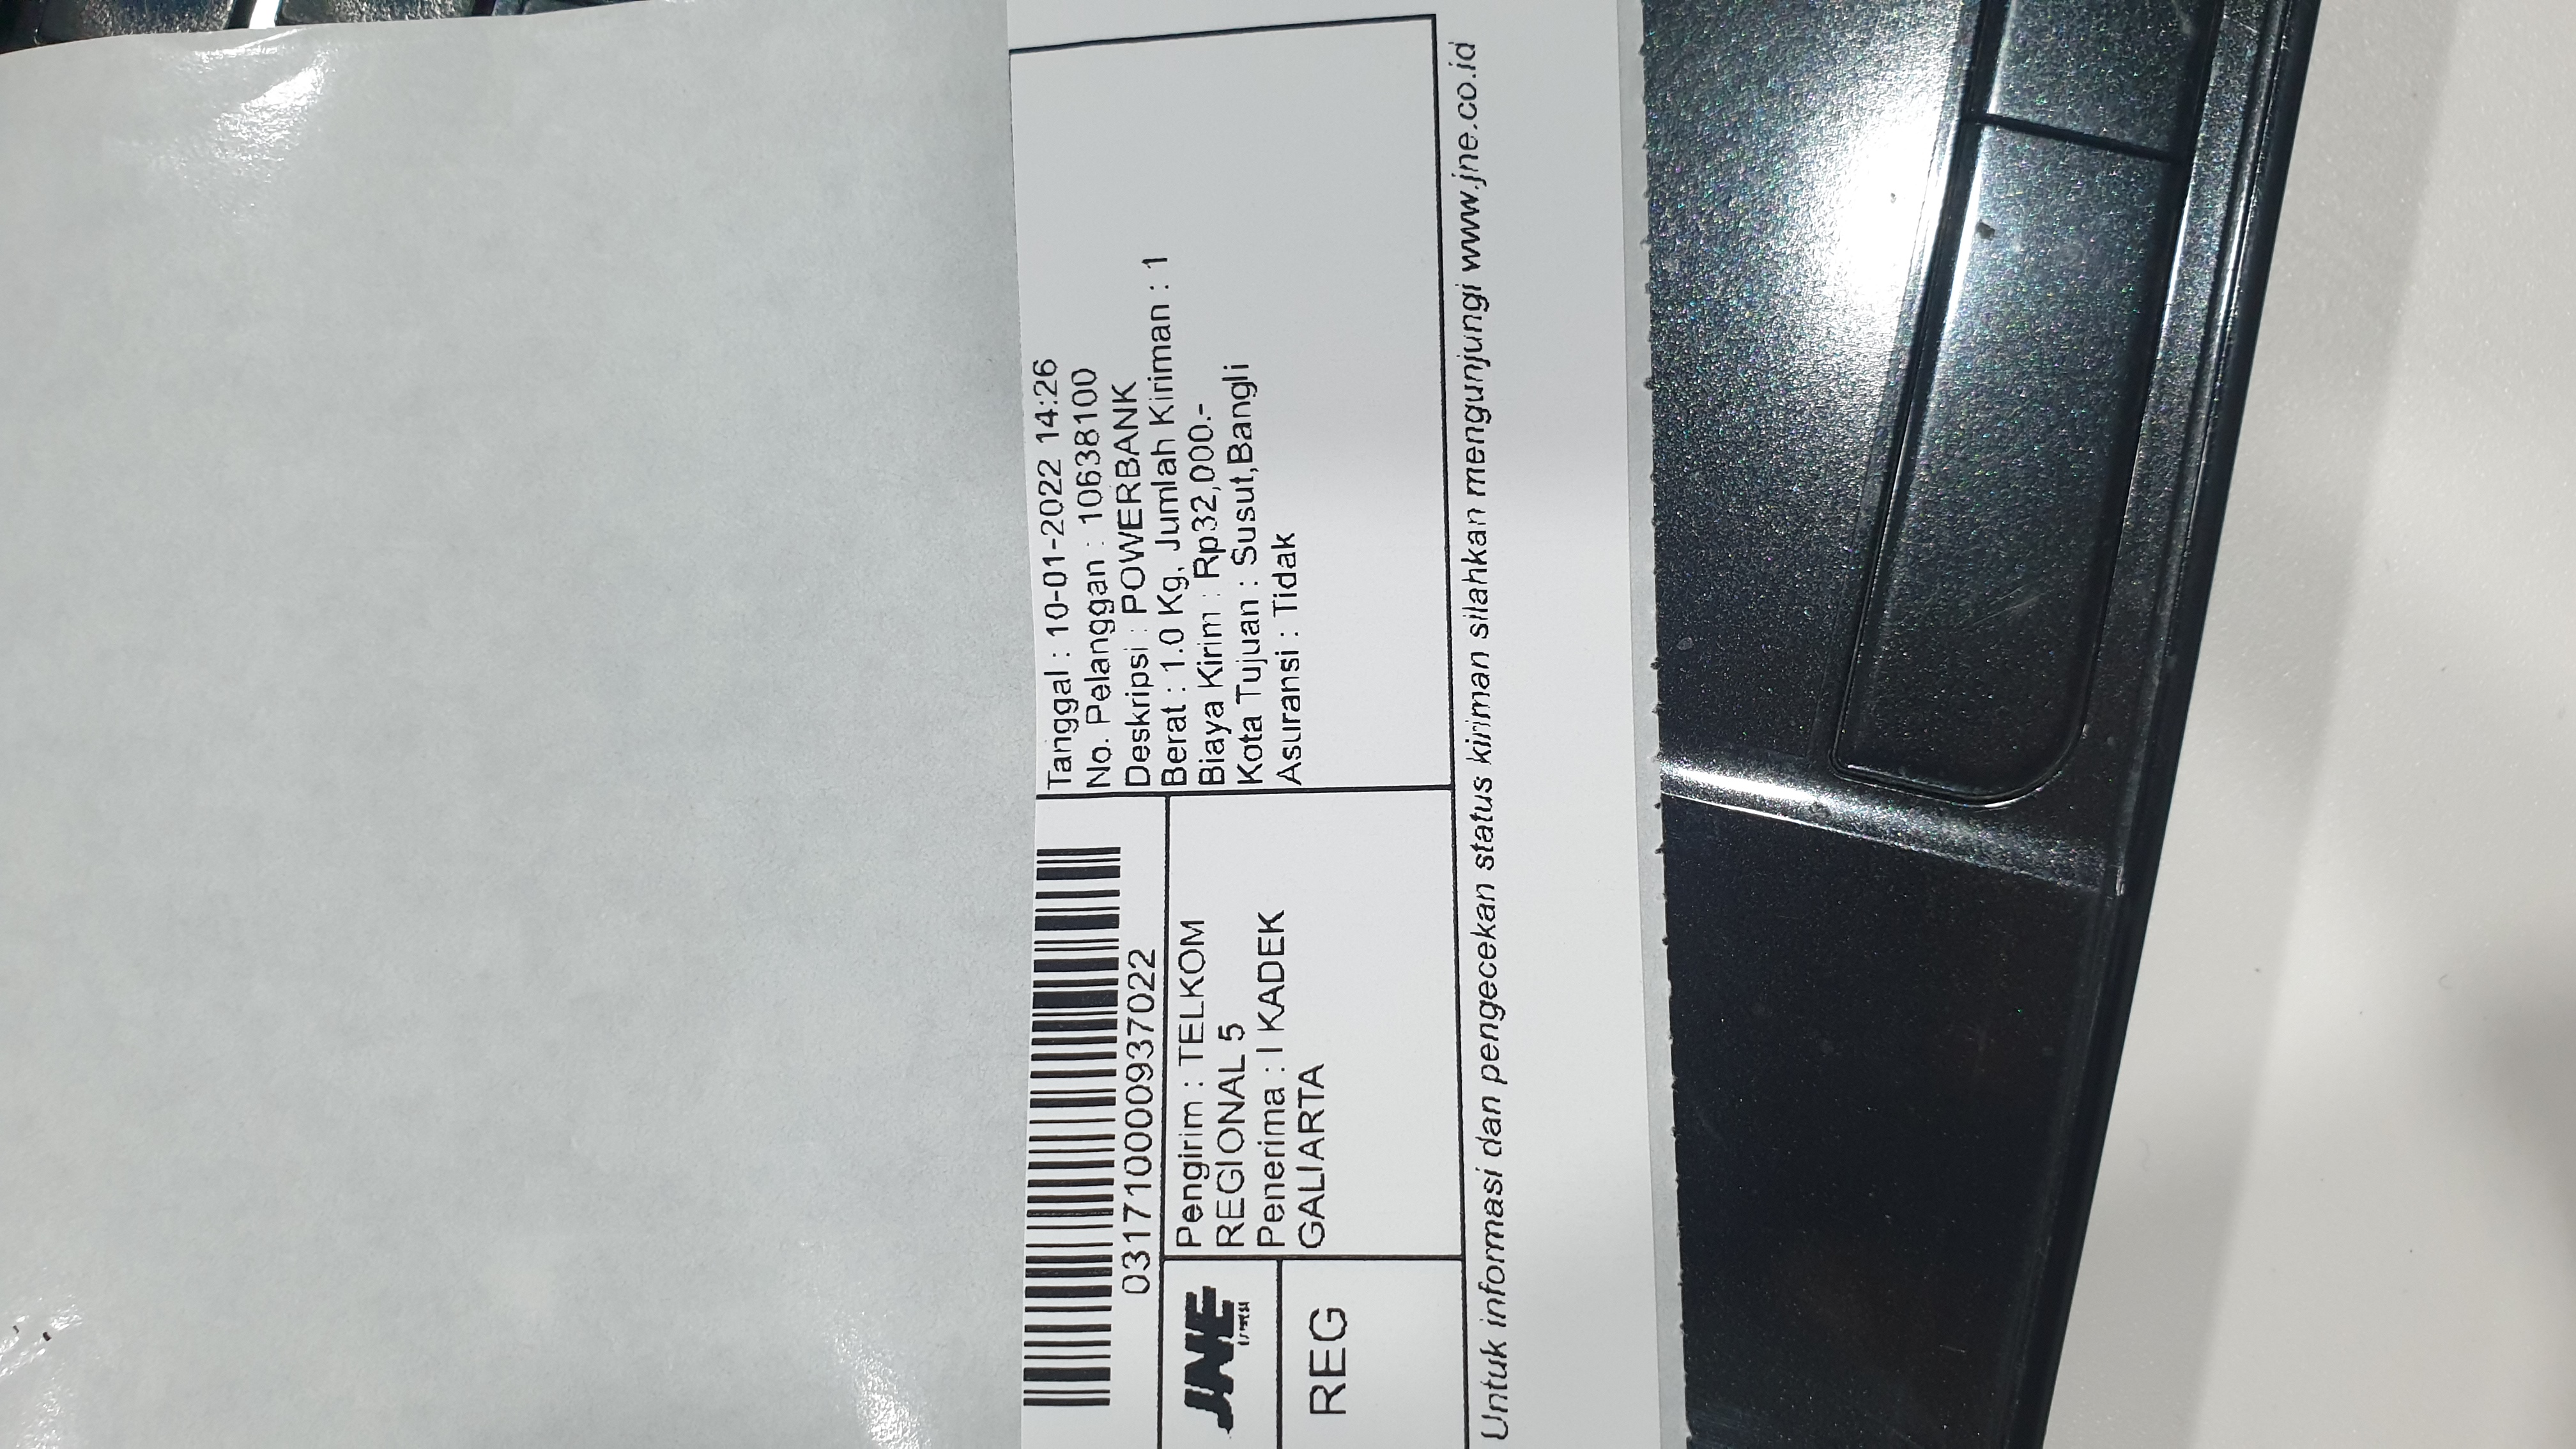 031710000937022
JNE
REG
Pengirim : TELKOM
REGIONAL 5
Penerima : I KADEK
GALIARTA
Tanggal : 10-01-2022 14:26
No. Pelanggan : 10638100
Deskripsi : POWERBANK
Berat : 1.0 Kg, Jumlah Kiriman : 1
Biaya Kirim : Rp32,000.-
Kota Tujuan : Susut,Bangli
Asuransi : Tidak
Untuk informasi dan pengecekan status kiriman silahkan mengunjungi www.jne.co.id